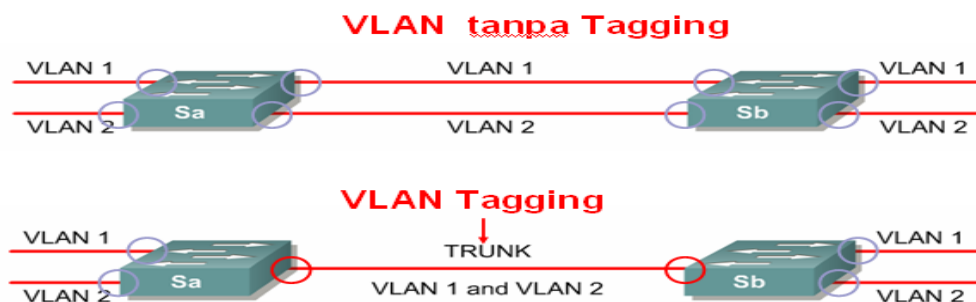 VLAN tanpa Tagging
VLAN 1 VLAN 1 VLAN 1
Sa Sb
VLAN 2 VLAN 2 VLAN 2
VLAN Tagging
VLAN 1 TRUNK VLAN 1
Sa Sb
VLAN 2 VLAN 1 and VLAN 2 VLAN 2